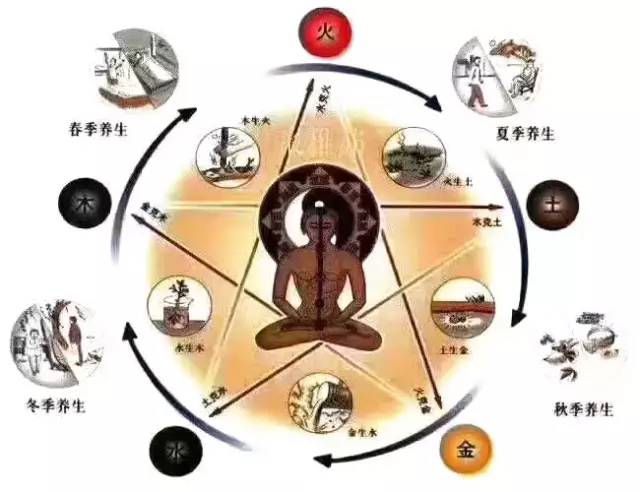 火
春季养生
夏季养生
水克火
木生火
火生土
木
金克木
木克土
土
水生木
土生金
冬季养生
土克水
火克金
秋季养生
金生水
水
金